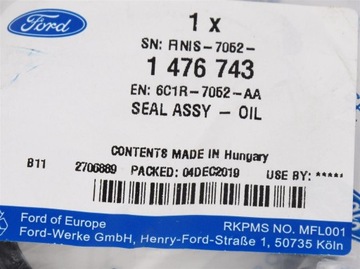 Ford
1 x
SN: FINIS-7052-
1 476 743
EN: 6C1R-7052-AA
SEAL ASSY - OIL
CONTENTS MADE IN Hungary
B11 2706889 PACKED: 04DEC2019 USE BY: *****
Ford of Europe RKPMS NO. MFL001
Ford-Werke GmbH, Henry-Ford-Straße 1, 50735 Köln